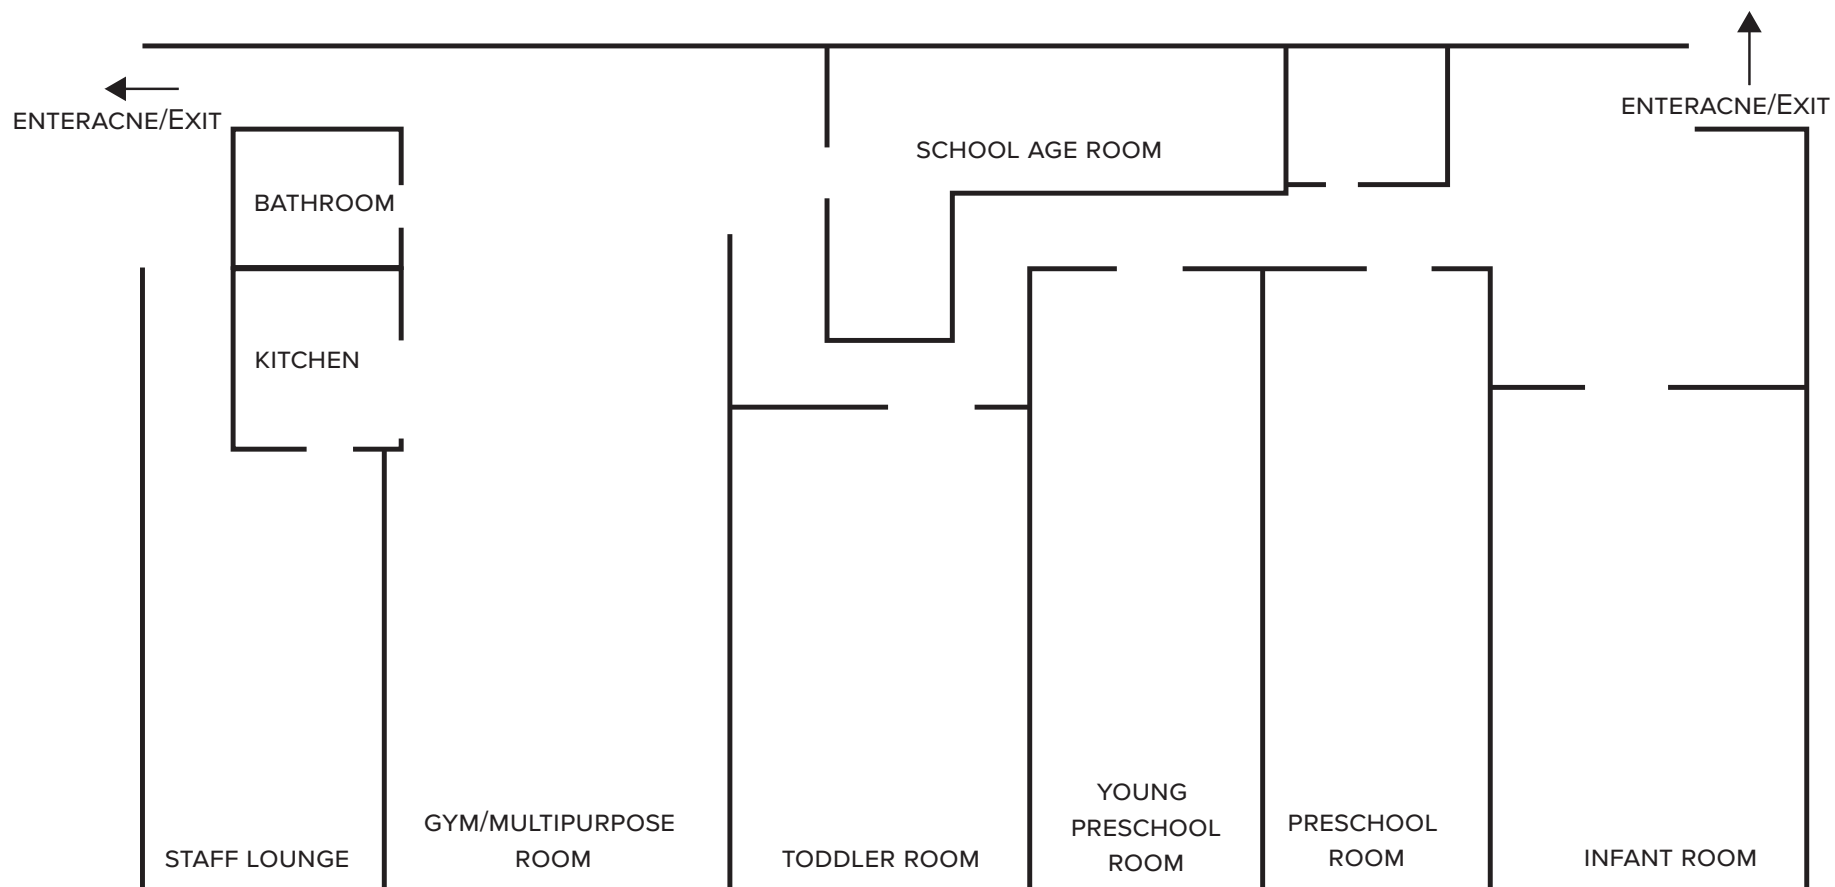 ENTERACNE/EXIT
ENTERACNE/EXIT
SCHOOL AGE ROOM
BATHROOM
KITCHEN
YOUNG
PRESCHOOL
ROOM
GYM/MULTIPURPOSE
ROOM
PRESCHOOL
ROOM
STAFF LOUNGE
TODDLER ROOM
INFANT ROOM